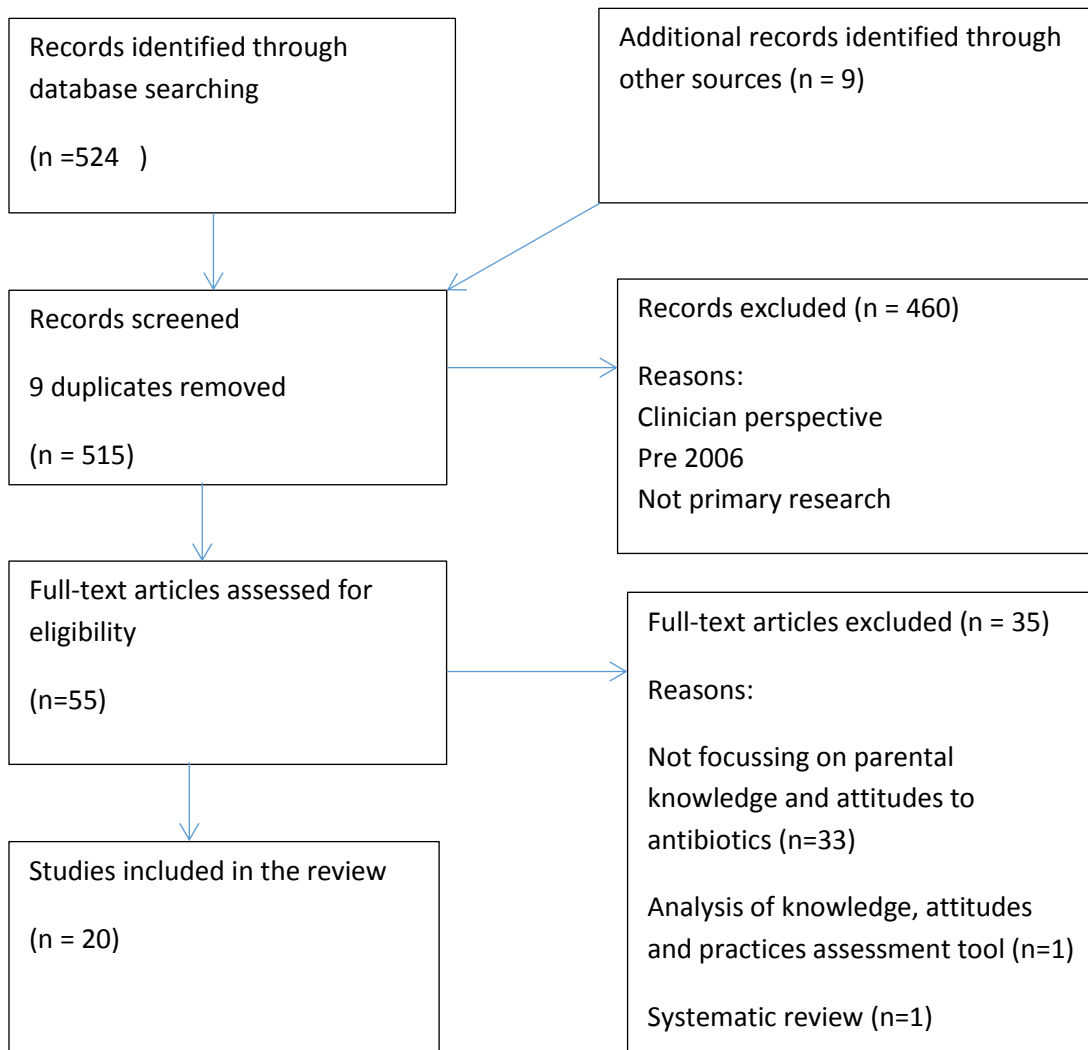 Records identified through
database searching
(n =524   )
Additional records identified through
other sources (n = 9)
Records screened
9 duplicates removed
(n = 515)
Records excluded (n = 460)
Reasons:
Clinician perspective
Pre 2006
Not primary research
Full-text articles assessed for
eligibility
(n=55)
Full-text articles excluded (n = 35)
Reasons:
Not focussing on parental
knowledge and attitudes to
antibiotics (n=33)
Analysis of knowledge, attitudes
and practices assessment tool (n=1)
Systematic review (n=1)
Studies included in the review
(n = 20)